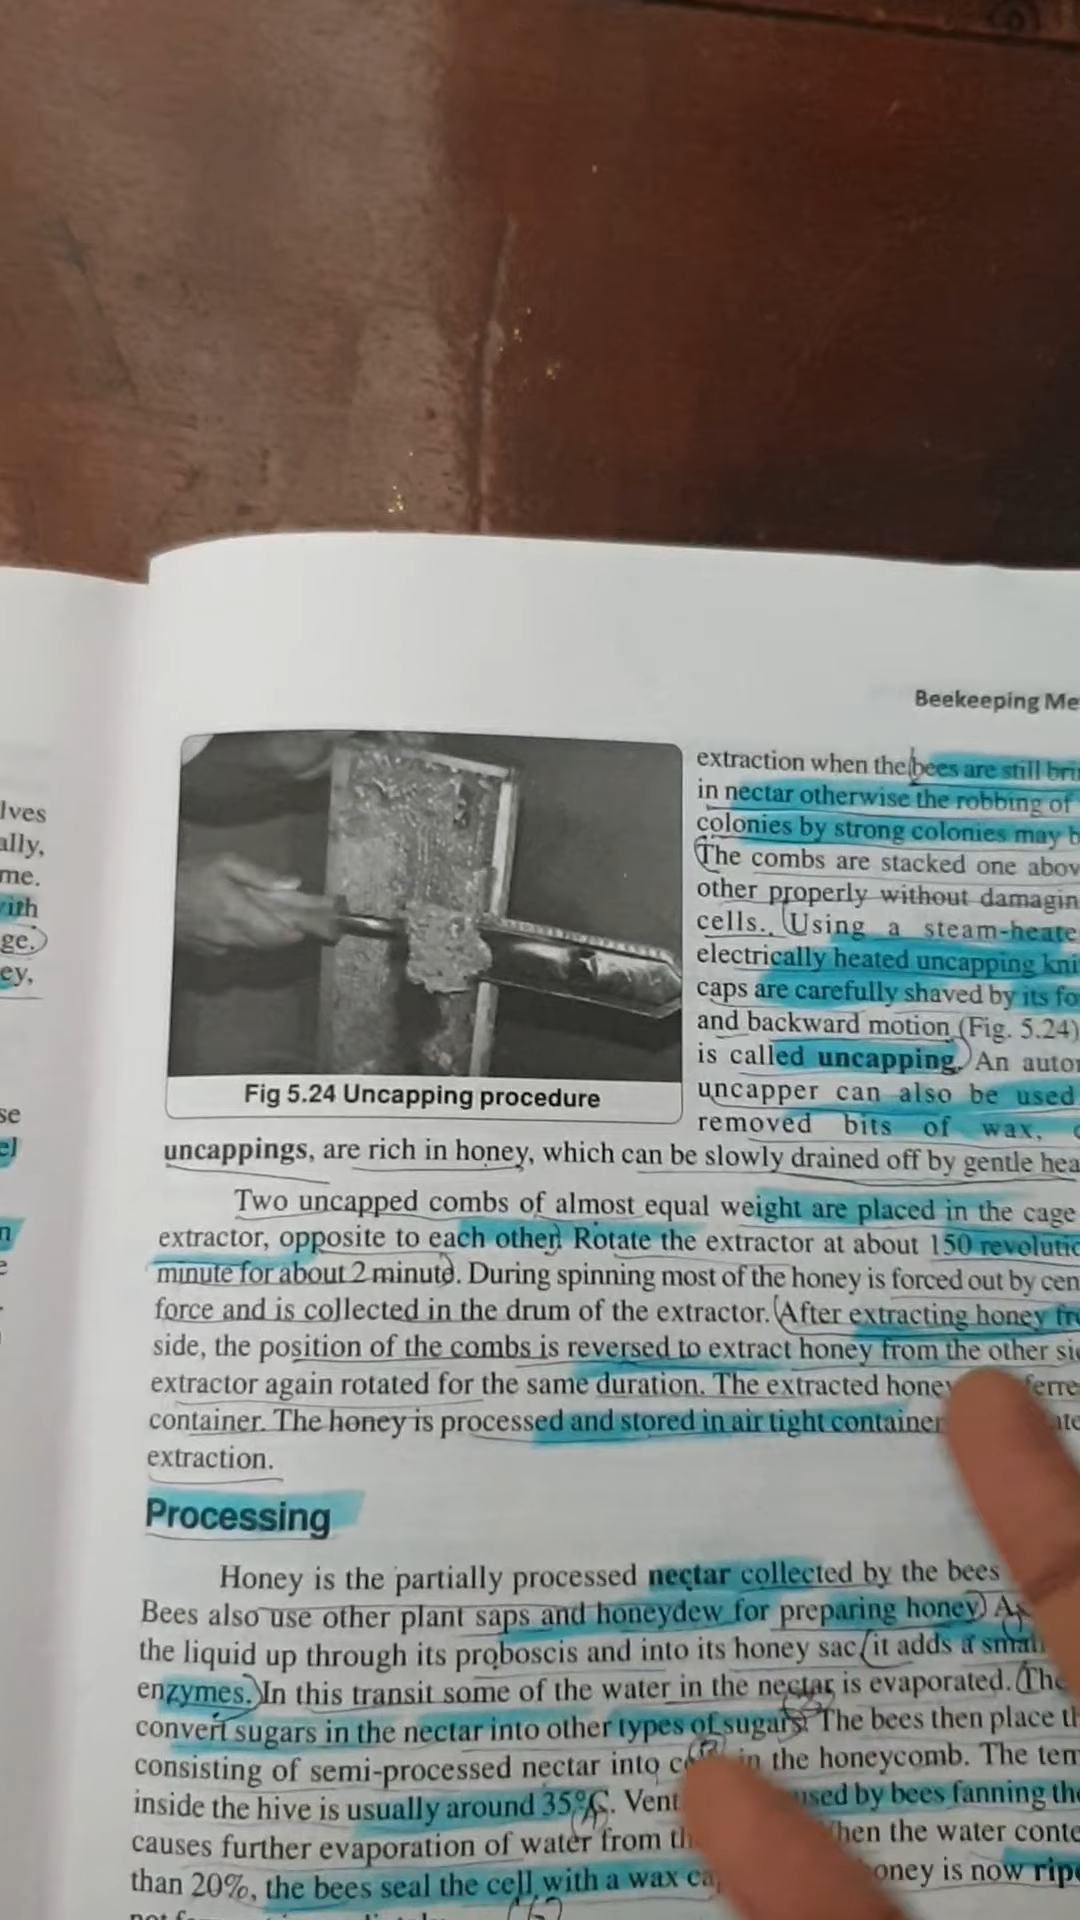 lves
ally,
me.
with
ge.
ey,
se
el
n
e
Beekeeping Me
extraction when the bees are still bri
in nectar otherwise the robbing of
colonies by strong colonies may b
The combs are stacked one abov
other properly without damagin
cells. Using a steam-heate
electrically heated uncapping kni
caps are carefully shaved by its fo
and backward motion (Fig. 5.24)
is called uncapping. An autor
uncapper can also be used
removed bits of wax,
Fig 5.24 Uncapping procedure
uncappings, are rich in honey, which can be slowly drained off by gentle hea
Two uncapped combs of almost equal weight are placed in the cage
extractor, opposite to each other. Rotate the extractor at about 150 revolutio
minute for about 2 minute. During spinning most of the honey is forced out by cen
force and is collected in the drum of the extractor. After extracting honey fr
side, the position of the combs is reversed to extract honey from the other si
extractor again rotated for the same duration. The extracted hone ferre
container. The honey is processed and stored in air tight container
extraction.
Processing
Honey is the partially processed nectar collected by the bees
Bees also use other plant saps and honeydew for preparing honey. A
the liquid up through its proboscis and into its honey sac it adds a small
enzymes. In this transit some of the water in the nectar is evaporated. The
convert sugars in the nectar into other types of sugars. The bees then place th
consisting of semi-processed nectar into c in the honeycomb. The tem
inside the hive is usually around 35°C. Vent used by bees fanning the
causes further evaporation of water from th hen the water conte
than 20%, the bees seal the cell with a wax ca oney is now ripe